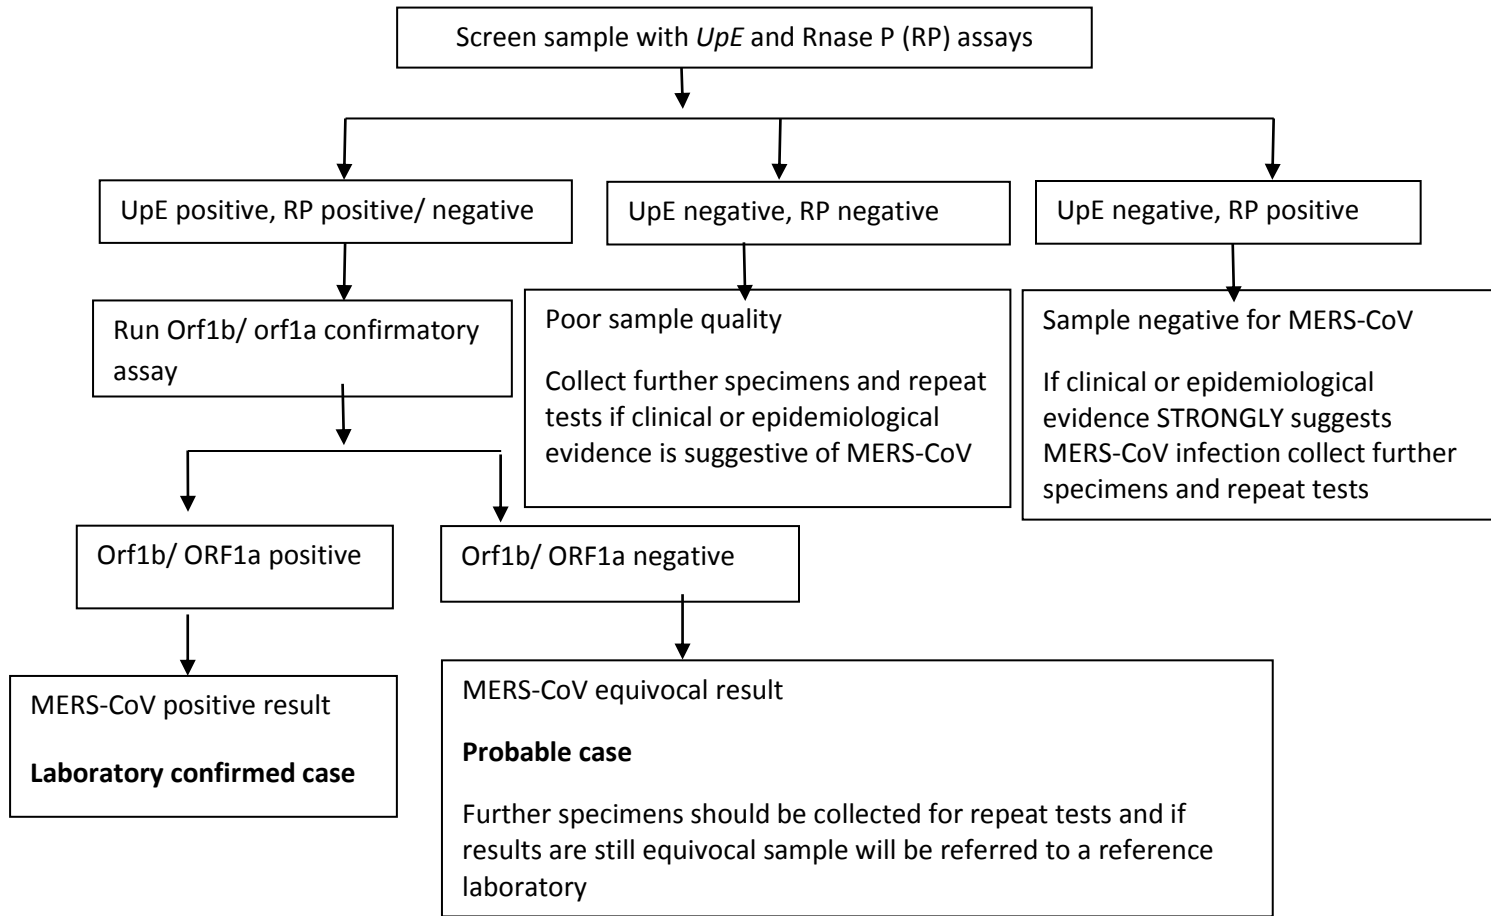 Screen sample with UpE and Rnase P (RP) assays
UpE positive, RP positive/ negative
UpE negative, RP negative
UpE negative, RP positive
Run Orf1b/ orf1a confirmatory
assay
Poor sample quality
Collect further specimens and repeat
tests if clinical or epidemiological
evidence is suggestive of MERS-CoV
Sample negative for MERS-CoV
If clinical or epidemiological
evidence STRONGLY suggests
MERS-CoV infection collect further
specimens and repeat tests
Orf1b/ ORF1a positive
Orf1b/ ORF1a negative
MERS-CoV positive result
Laboratory confirmed case
MERS-CoV equivocal result
Probable case
Further specimens should be collected for repeat tests and if
results are still equivocal sample will be referred to a reference
laboratory